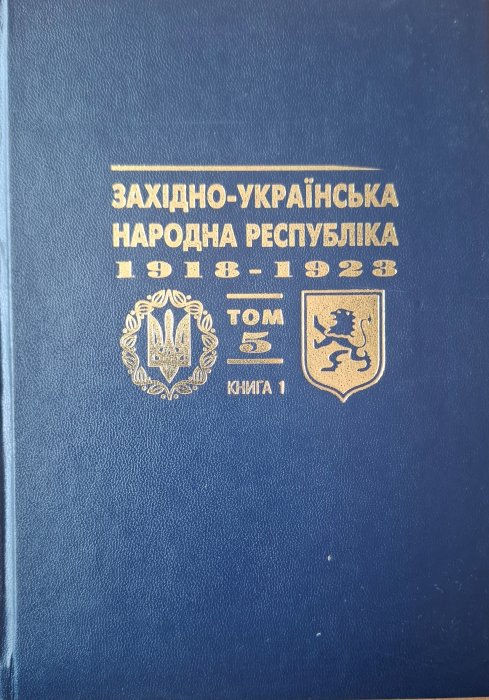 ЗАХІДНО-УКРАЇНСЬКА
НАРОДНА РЕСПУБЛІКА
1918-1923
ТОМ
5
КНИГА 1